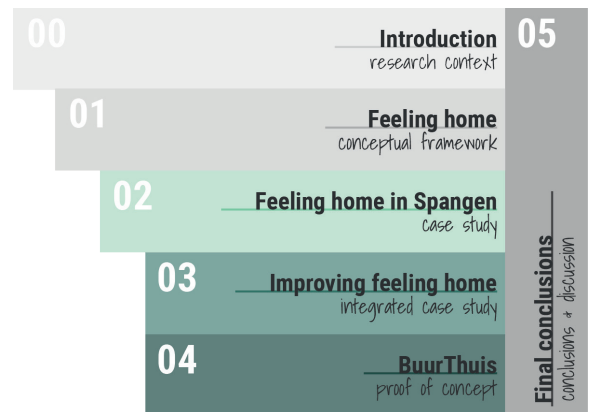 00
Introduction
research context
01
Feeling home
conceptual framework
02
Feeling home in Spangen
case study
03
Improving feeling home
integrated case study
04
BuurThuis
proof of concept
05
Final conclusions
conclusions & discussion